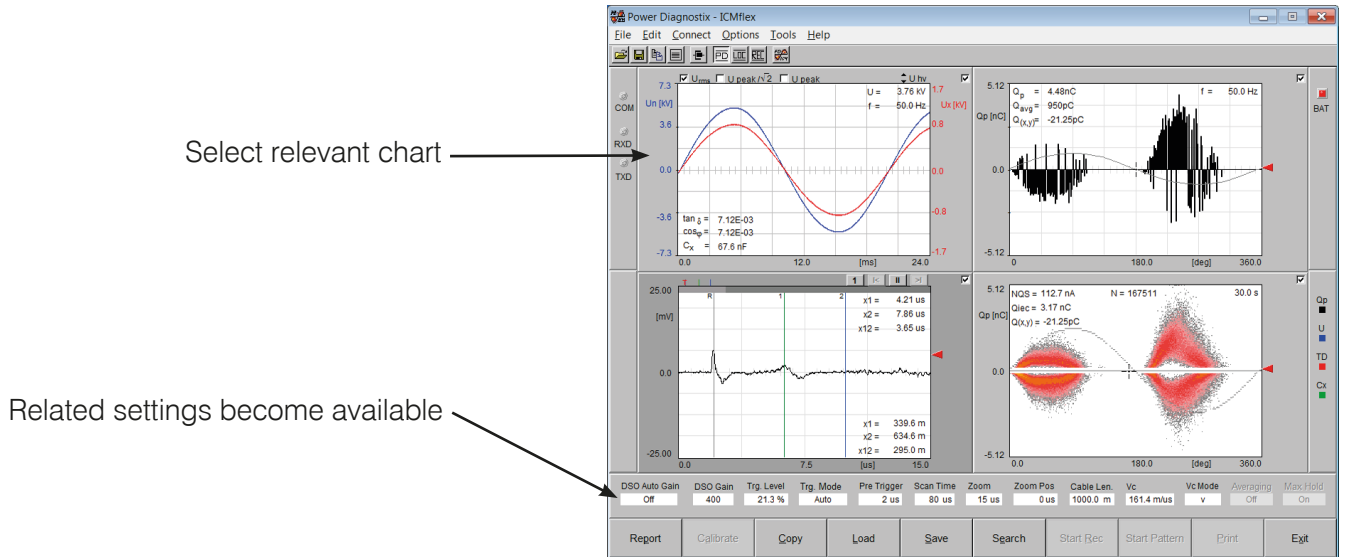 Power Diagnostix - ICMflex
File Edit Connect Options Tools Help
PD LOC REC
Select relevant chart
Related settings become available
COM
RXD
TXD
Urms U peak/√2 U peak U hv
7.3
Un [kV]
3.6
0.0
-3.6
-7.3
U = 3.76 kV
f = 50.0 Hz
1.7
Ux [kV]
0.8
0.0
-0.8
-1.7
tan δ = 7.12E-03
cosφ = 7.12E-03
Cx = 67.6 nF
0.0 12.0 [ms] 24.0
5.12
Qp [nC]
0.0
-5.12
Qp = 4.48nC
Qavg = 950pC
Q(x,y)= -21.25pC
f = 50.0 Hz
0 180.0 [deg] 360.0
BAT
T
1 |< II >|
25.00
[mV]
0.0
-25.00
R 1 2
x1 = 4.21 us
x2 = 7.86 us
x12 = 3.65 us
x1 = 339.6 m
x2 = 634.6 m
x12 = 295.0 m
0.0 7.5 [us] 15.0
5.12
Qp [nC]
0.0
-5.12
NQS = 112.7 nA N = 167511 30.0 s
Qiec = 3.17 nC
Q(x,y) = -21.25pC
0.0 180.0 [deg] 360.0
Qp
U
TD
Cx
DSO Auto Gain DSO Gain Trg. Level Trg. Mode Pre Trigger Scan Time Zoom Zoom Pos Cable Len. Vc Vc Mode Averaging Max Hold
Off 400 21.3 % Auto 2 us 80 us 15 us 0 us 1000.0 m 161.4 m/us v Off On
Report Calibrate Copy Load Save Search Start Rec Start Pattern Print Exit